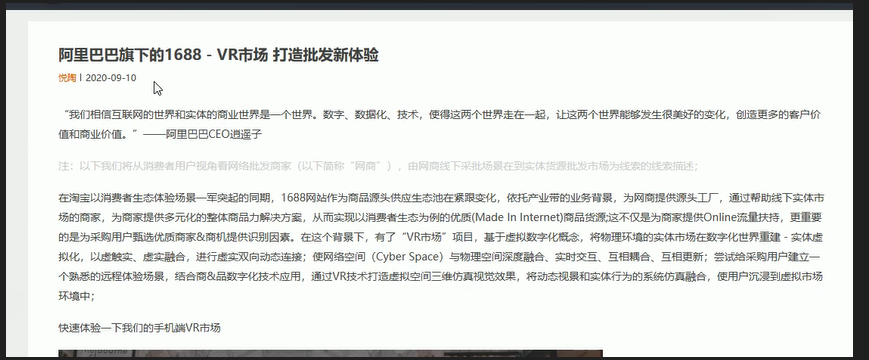 阿里巴巴旗下的1688 - VR市场 打造批发新体验
悦陶 | 2020-09-10
“我们相信互联网的世界和实体的商业世界是一个世界。数字、数据化、技术，使得这两个世界走在一起，让这两个世界能够发生很美好的变化，创造更多的客户价
值和商业价值。”——阿里巴巴CEO逍遥子
注：以下我们将从消费者用户视角看网络批发商家（以下简称“网商”），由网商线下采批场景在到实体货源批发市场为线索的线索描述；
在淘宝以消费者生态体验场景一军突起的同期，1688网站作为商品源头供应生态池在紧跟变化，依托产业带的业务背景，为网商提供源头工厂，通过帮助线下实体市
场的商家，为商家提供多元化的整体商品力解决方案，从而实现以消费者生态为例的优质(Made In Internet)商品货源;这不仅是为商家提供Online流量扶持，更重要
的是为采购用户甄选优质商家&商机提供识别因素。在这个背景下，有了“VR市场”项目，基于虚拟数字化概念，将物理环境的实体市场在数字化世界重建 - 实体虚
拟化，以虚触实、虚实融合，进行虚实双向动态连接；使网络空间（Cyber Space）与物理空间深度融合、实时交互、互相耦合、互相更新；尝试给采购用户建立一
个熟悉的远程体验场景，结合商&品数字化技术应用，通过VR技术打造虚拟空间三维仿真视觉效果，将动态视景和实体行为的系统仿真融合，使用户沉浸到虚拟市场
环境中；
快速体验一下我们的手机端VR市场